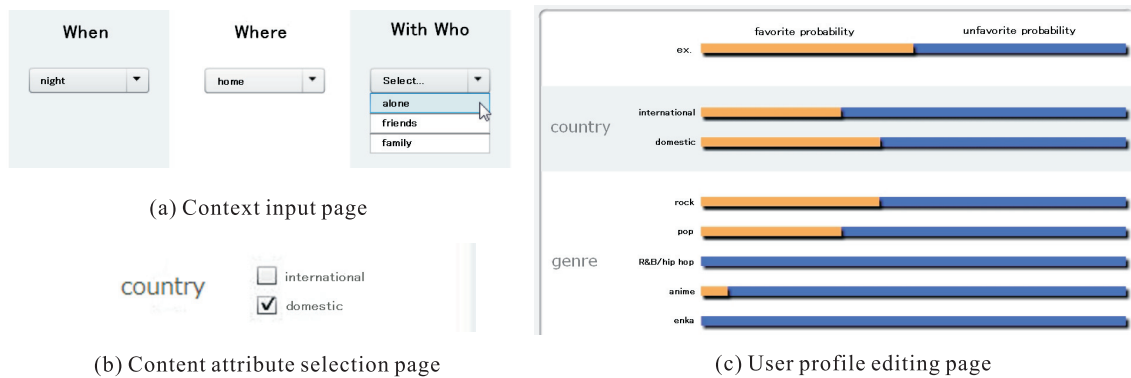 When
Where
With Who
night
home
Select...
alone
friends
family
(a) Context input page
country
international
domestic
(b) Content attribute selection page
favorite probability
unfavorite probability
ex.
country
international
domestic
genre
rock
pop
R&B/hip hop
anime
enka
(c) User profile editing page